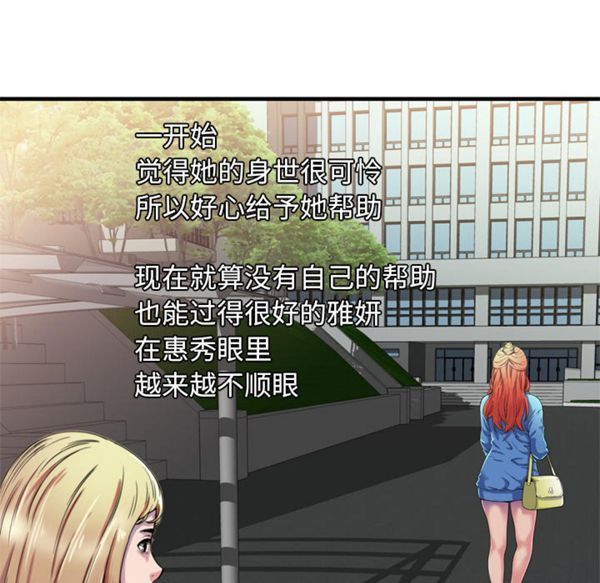 一开始
觉得她的身世很可怜
所以好心给予她帮助
现在就算没有自己的帮助
也能过得很好的雅妍
在惠秀眼里
越来越不顺眼